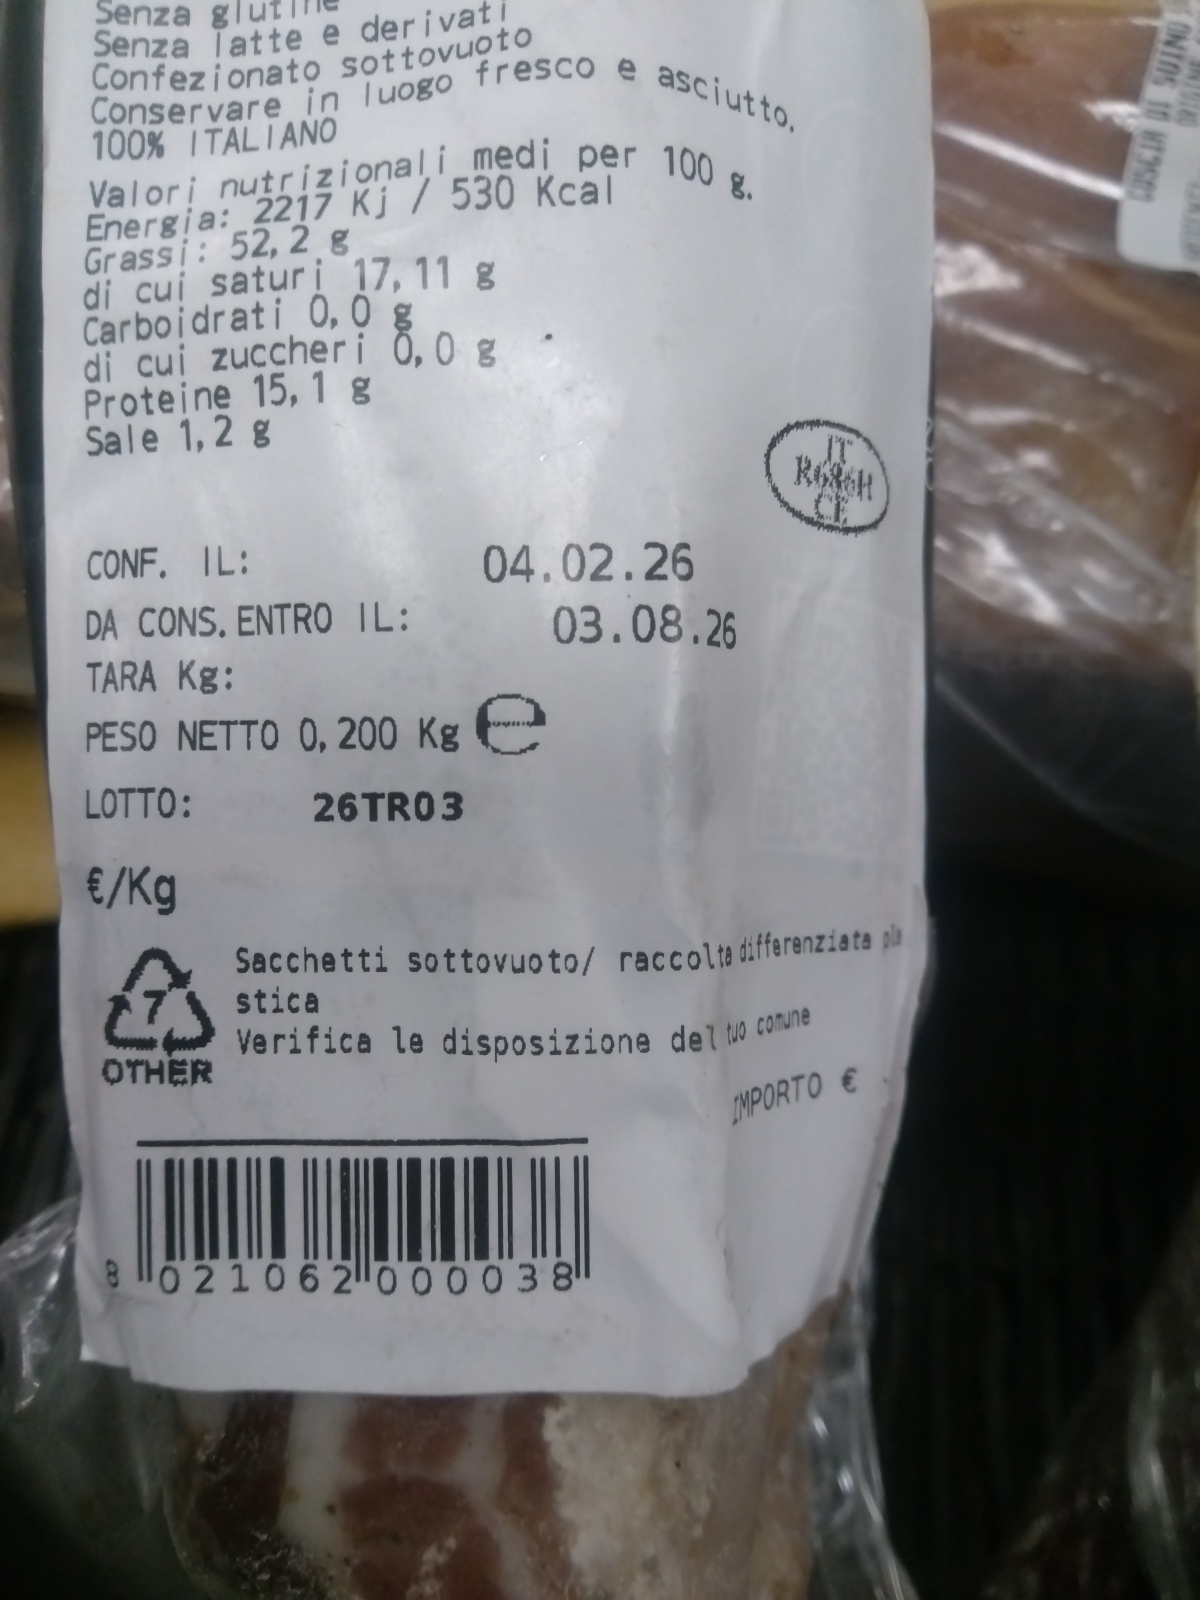 Senza glutine
Senza latte e derivati
Confezionato sottovuoto
Conservare in luogo fresco e asciutto.
100% ITALIANO
Valori nutrizionali medi per 100 g.
Energia: 2217 Kj / 530 Kcal
Grassi: 52,2 g
di cui saturi 17,11 g
Carboidrati 0,0 g
di cui zuccheri 0,0 g
Proteine 15,1 g
Sale 1,2 g
IT
CE
CONF. IL: 04.02.26
DA CONS.ENTRO IL: 03.08.26
TARA Kg:
PESO NETTO 0,200 Kg e
LOTTO: 26TR03
€/Kg
7
OTHER
Sacchetti sottovuoto/ raccolta differenziata pla
stica
Verifica le disposizione del tuo comune
IMPORTO €
8 021062 000038
DI SUINO